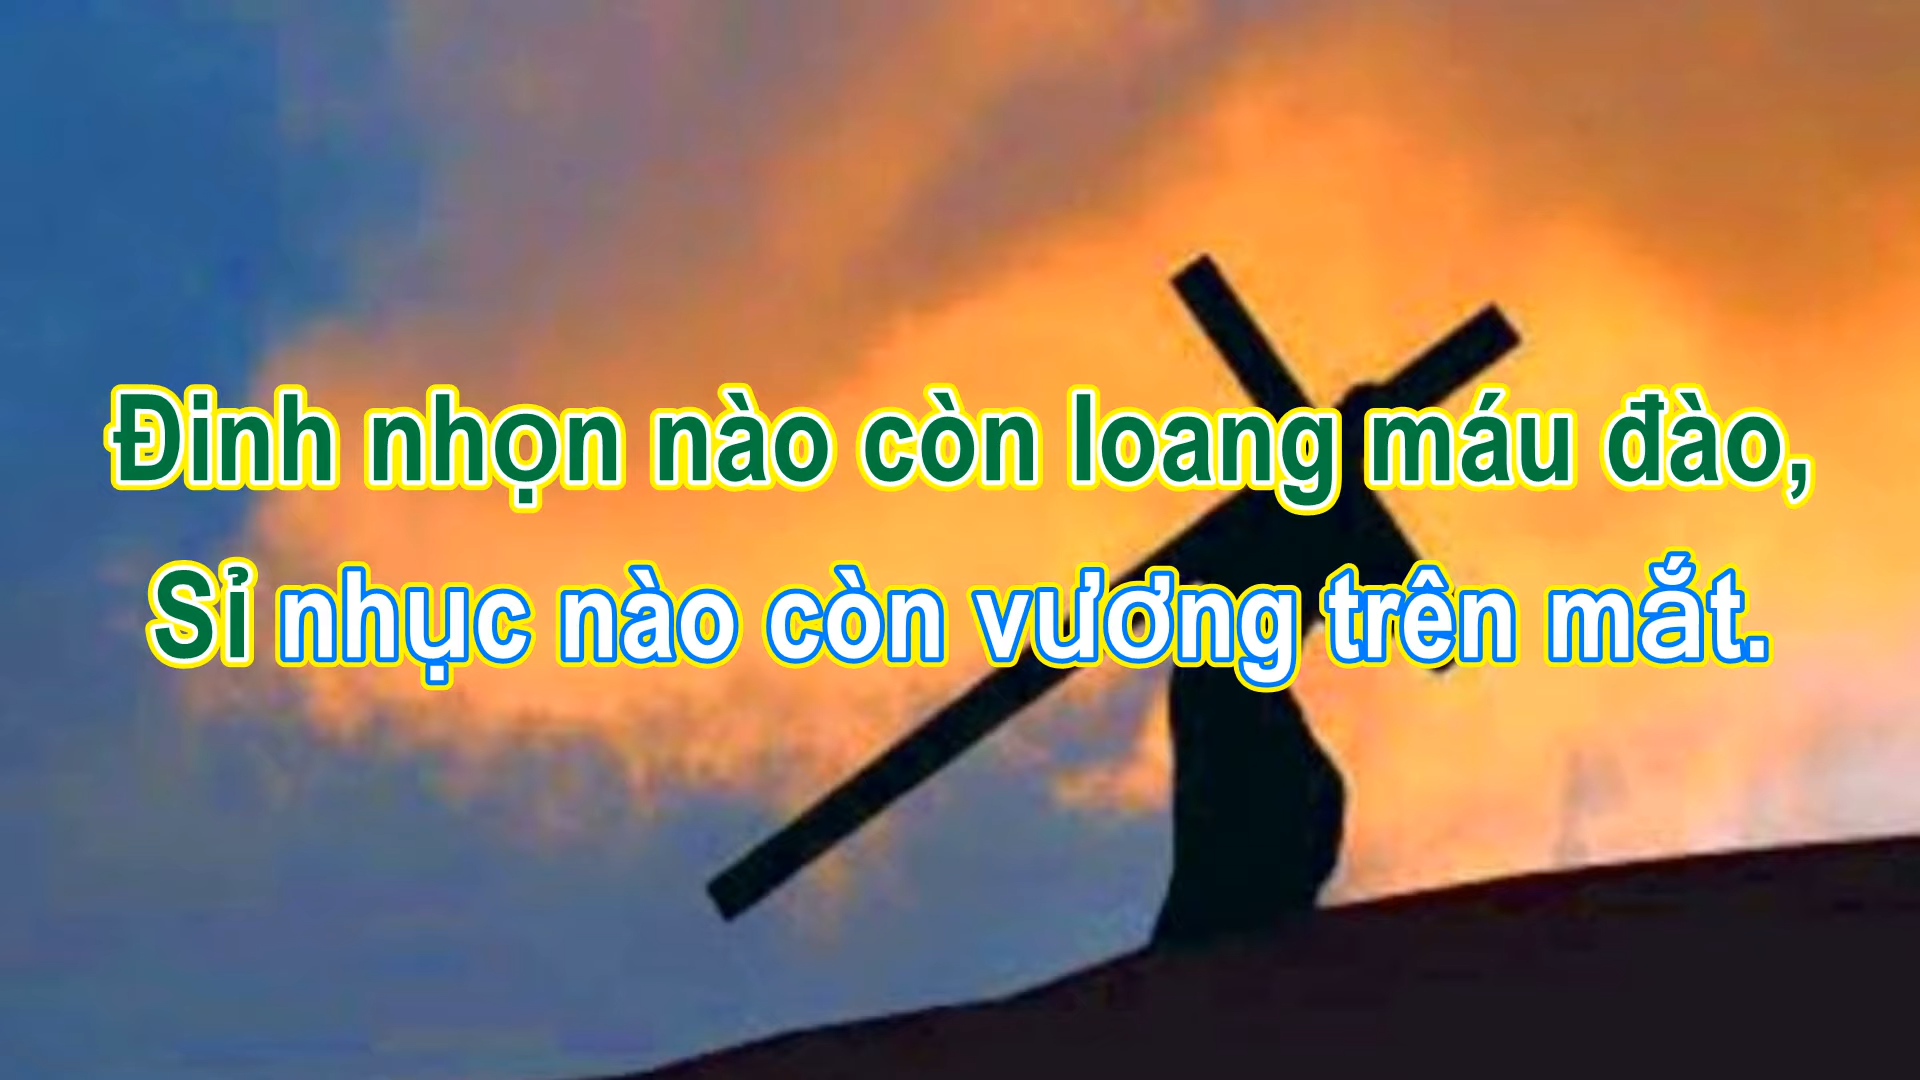 Đinh nhọn nào còn loang máu đào,
Sỉ nhục nào còn vương trên mắt.